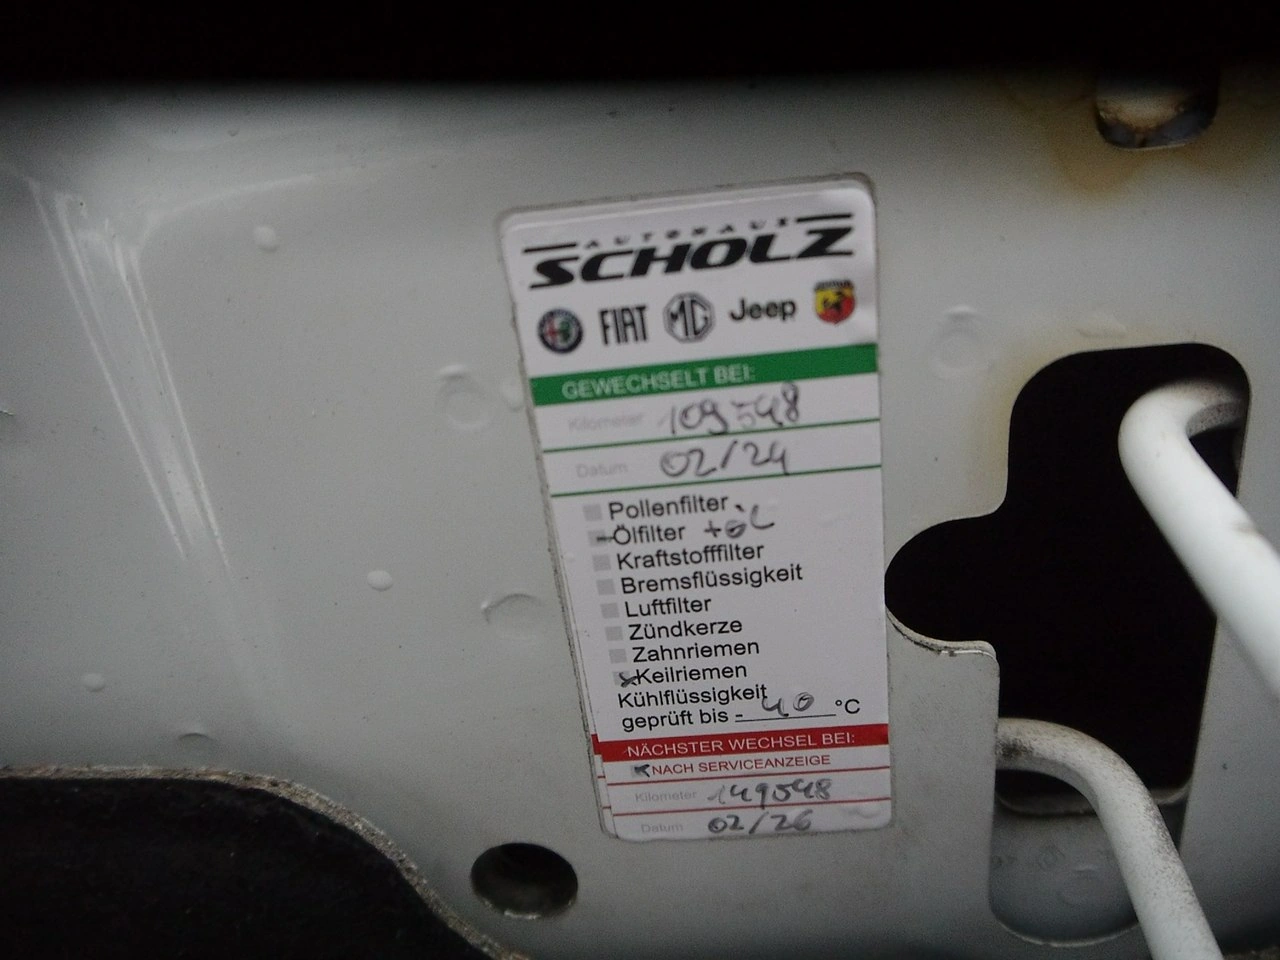 AUTOHAUS
SCHOLZ
FIAT MG Jeep
GEWECHSELT BEI:
Kilometer 109548
Datum 02/24
Pollenfilter
Ölfilter +ÖL
Kraftstofffilter
Bremsflüssigkeit
Luftfilter
Zündkerze
Zahnriemen
Keilriemen
Kühlflüssigkeit
geprüft bis - 40 °C
NÄCHSTER WECHSEL BEI:
NACH SERVICEANZEIGE
Kilometer 149548
Datum 02/26